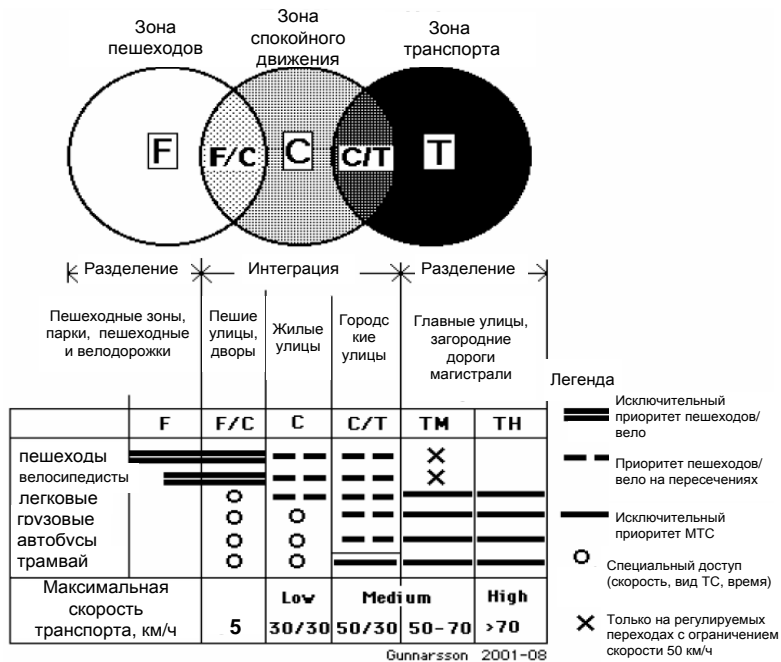 Зона
пешеходов
Зона
спокойного
движения
Зона
транспорта
F
F/C
C
C/T
T
Разделение
Интеграция
Разделение
Пешеходные зоны,
парки, пешеходные
и велодорожки
Пешие
улицы,
дворы
Жилые
улицы
Городс
кие
улицы
Главные улицы,
загородние
дороги
магистрали
F F/C C C/T TM TH
пешеходы
велосипедисты
легковые
грузовые
автобусы
трамвай
Максимальная
скорость
транспорта, км/ч
Low Medium High
5 30/30 50/30 50-70 >70
Gunnarsson 2001-08
Легенда
Исключительный
приоритет пешеходов/
вело
Приоритет пешеходов/
вело на пересечениях
Исключительный
приоритет МТС
Специальный доступ
(скорость, вид ТС, время)
Только на регулируемых
переходах с ограничением
скорости 50 км/ч